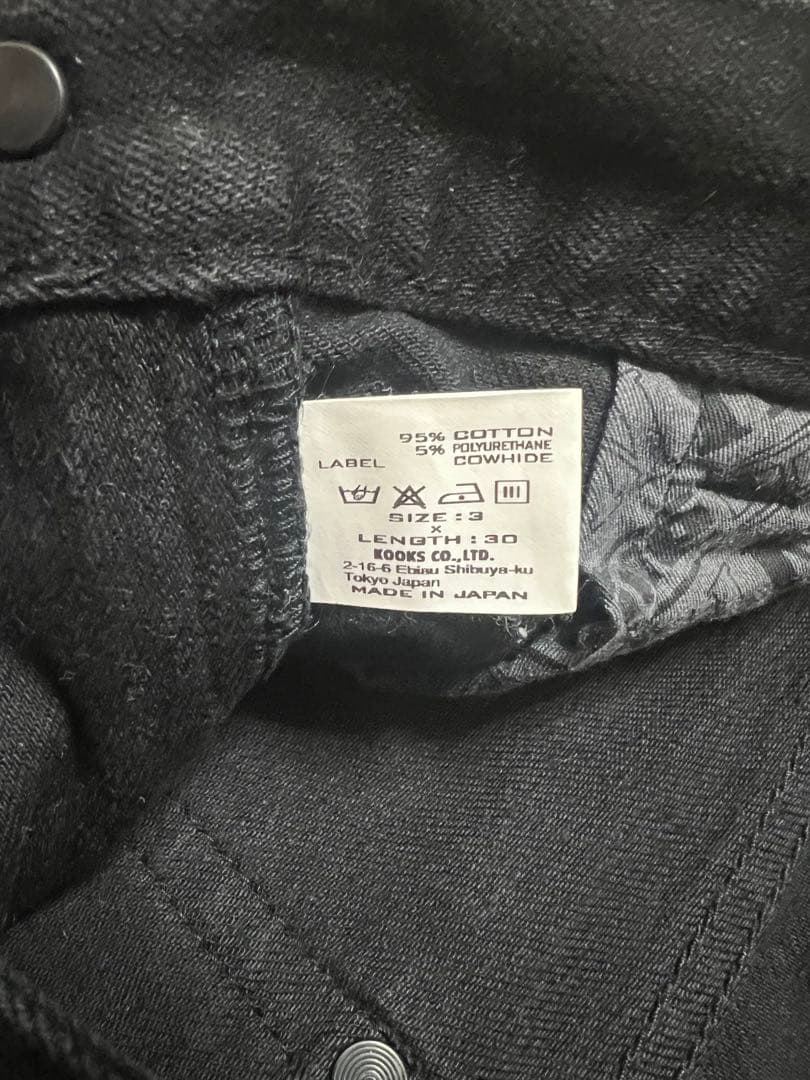 95% COTTON
5% POLYURETHANE
LABEL COWHIDE
SIZE : 3
×
LENGTH : 30
KOOKS CO.,LTD.
2-16-6 Ebisu Shibuya-ku
Tokyo Japan
MADE IN JAPAN